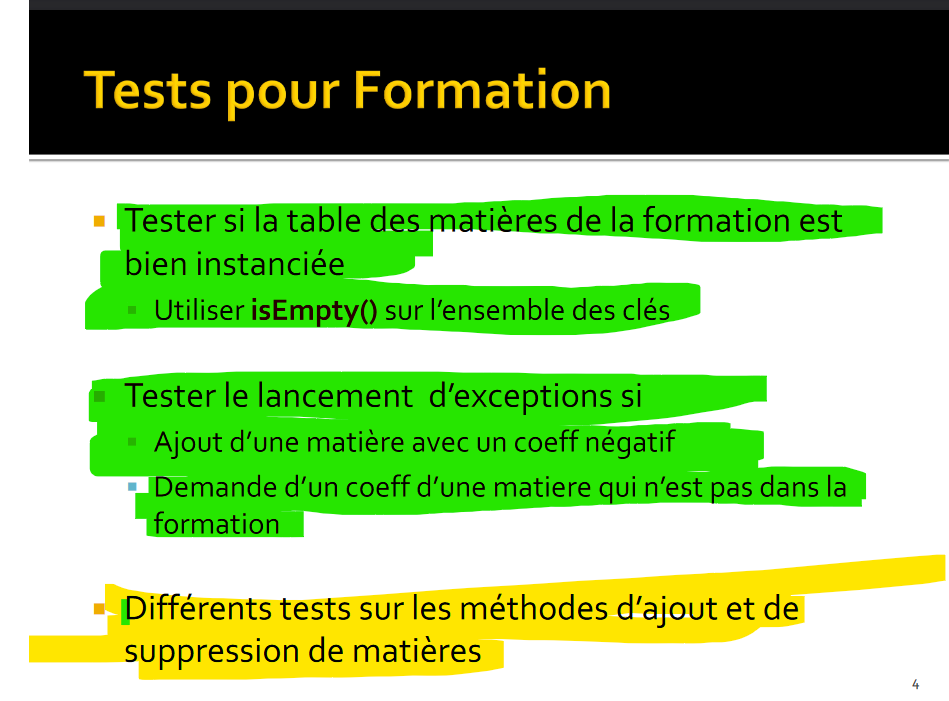 Tests pour Formation
Tester si la table des matières de la formation est
bien instanciée
Utiliser isEmpty() sur l'ensemble des clés
Tester le lancement d'exceptions si
Ajout d'une matière avec un coeff négatif
Demande d'un coeff d'une matiere qui n'est pas dans la
formation
Différents tests sur les méthodes d'ajout et de
suppression de matières
4